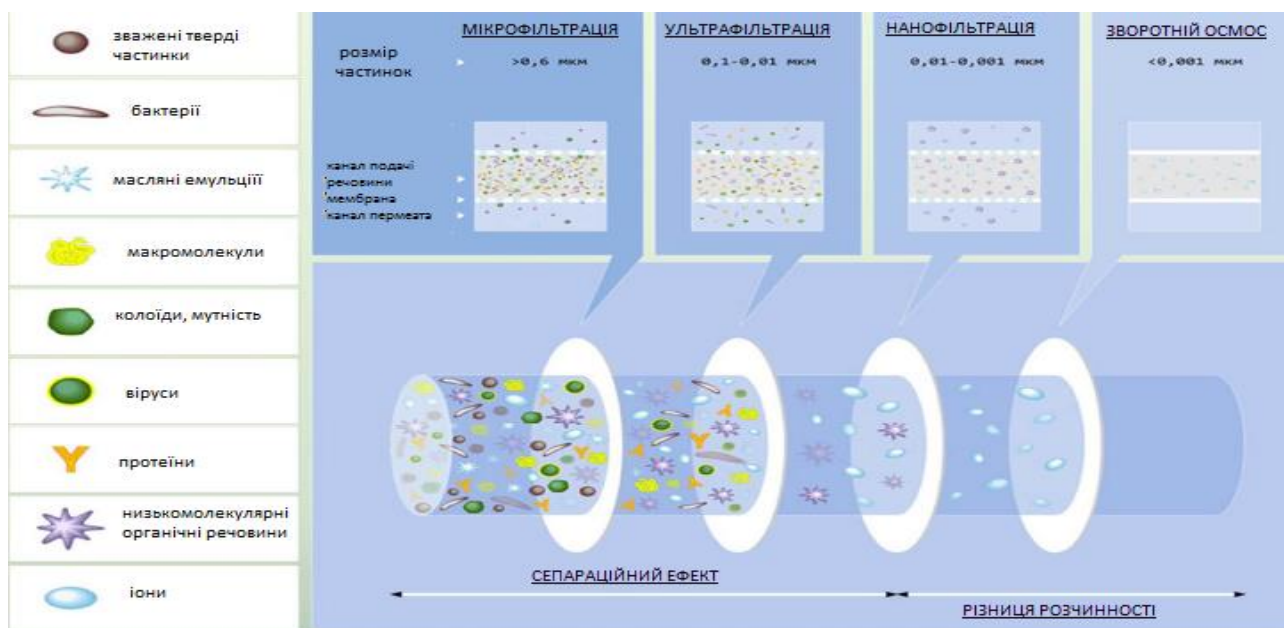 зважені тверді
частинки
бактерії
масляні емульціїї
макромолекули
колоїди, мутність
віруси
протеїни
низькомолекулярні
органічні речовини
іони
розмір
частинок
МІКРОФІЛЬТРАЦІЯ
>0,6 мкм
УЛЬТРАФІЛЬТРАЦІЯ
0,1-0,01 мкм
НАНОФІЛЬТРАЦІЯ
0,01-0,001 мкм
ЗВОРОТНІЙ ОСМОС
<0,001 мкм
канал подачі
речовини
мембрана
канал пермеата
СЕПАРАЦІЙНИЙ ЕФЕКТ
РІЗНИЦЯ РОЗЧИННОСТІ